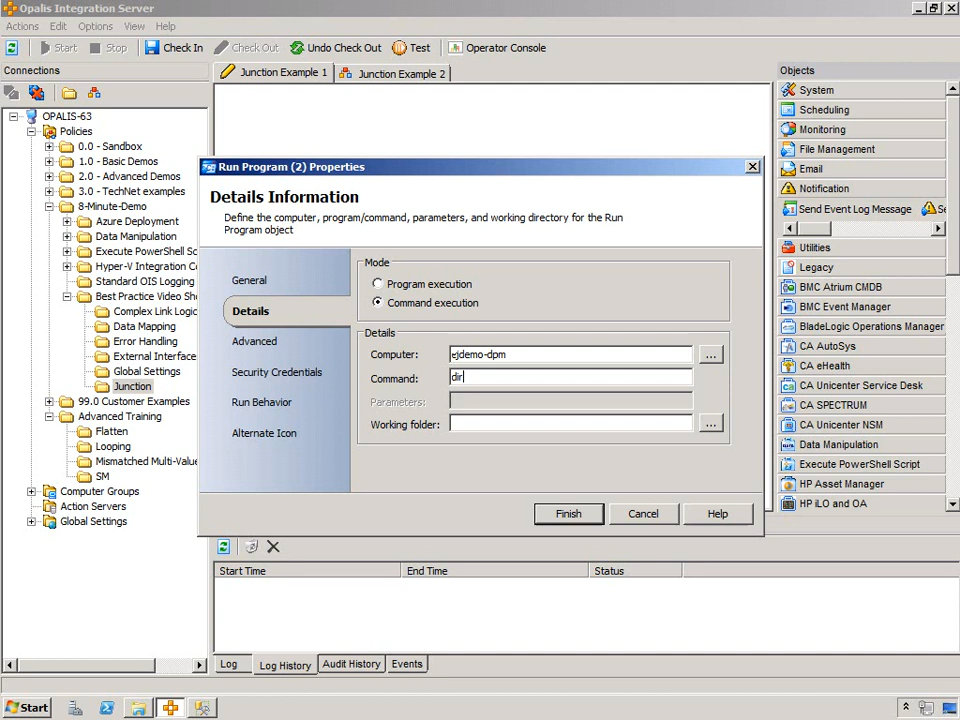 Opalis Integration Server
Actions Edit Options View Help
Start Stop Check In Check Out Undo Check Out Test Operator Console
Connections
OPALIS-63
Policies
0.0 - Sandbox
1.0 - Basic Demos
2.0 - Advanced Demos
3.0 - TechNet examples
8-Minute-Demo
Azure Deployment
Data Manipulation
Execute PowerShell Sc
Hyper-V Integration Co
Standard OIS Logging
Best Practice Video Sh
Complex Link Logic
Data Mapping
Error Handling
External Interface
Global Settings
Junction
99.0 Customer Examples
Advanced Training
Flatten
Looping
Mismatched Multi-Value
SM
Computer Groups
Action Servers
Global Settings
Junction Example 1 Junction Example 2
Run Program (2) Properties
Details Information
Define the computer, program/command, parameters, and working directory for the Run
Program object
General
Details
Advanced
Security Credentials
Run Behavior
Alternate Icon
Mode
Program execution
Command execution
Details
Computer: ejdemo-dpm ...
Command: dir
Parameters:
Working folder: ...
Finish Cancel Help
Start Time End Time Status
Log Log History Audit History Events
Objects
System
Scheduling
Monitoring
File Management
Email
Notification
Send Event Log Message Se
Utilities
Legacy
BMC Atrium CMDB
BMC Event Manager
BladeLogic Operations Manager
CA AutoSys
CA eHealth
CA Unicenter Service Desk
CA SPECTRUM
CA Unicenter NSM
Data Manipulation
Execute PowerShell Script
HP Asset Manager
HP iLO and OA
Start